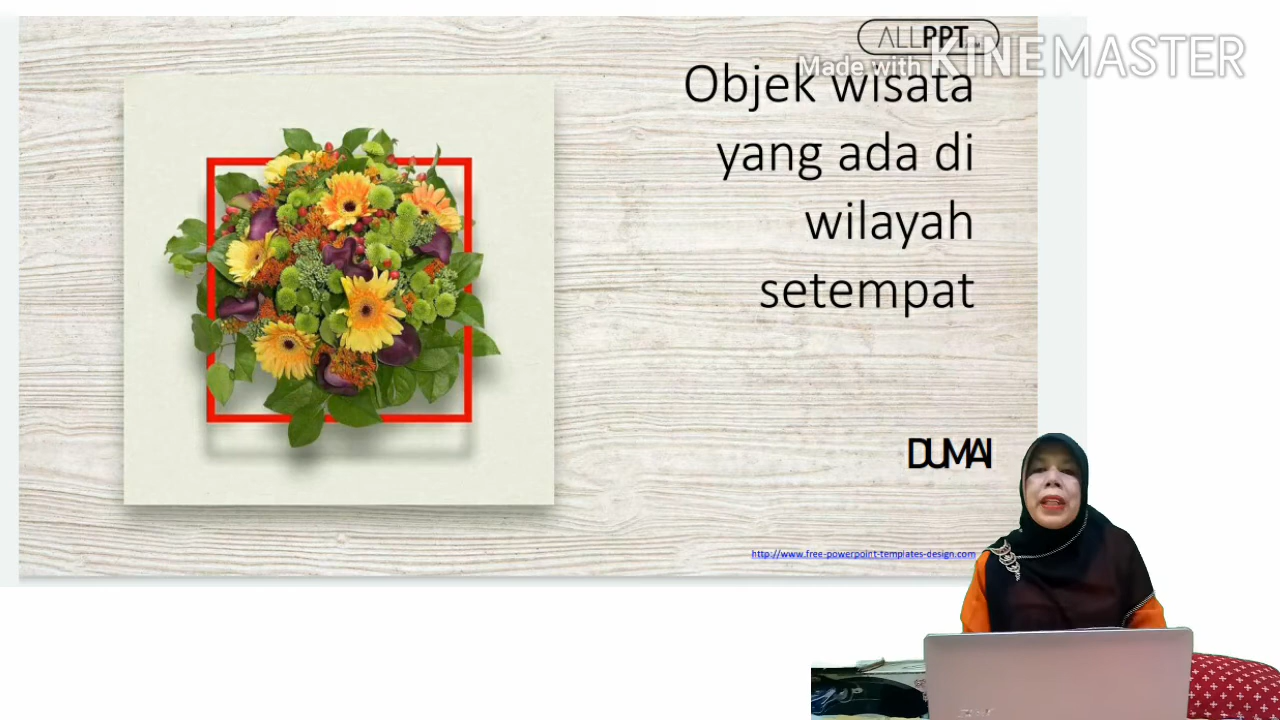 ALLPPT
Made with KINEMASTER
Objek wisata
yang ada di
wilayah
setempat
DUMAI
http://www.free-powerpoint-templates-design.com